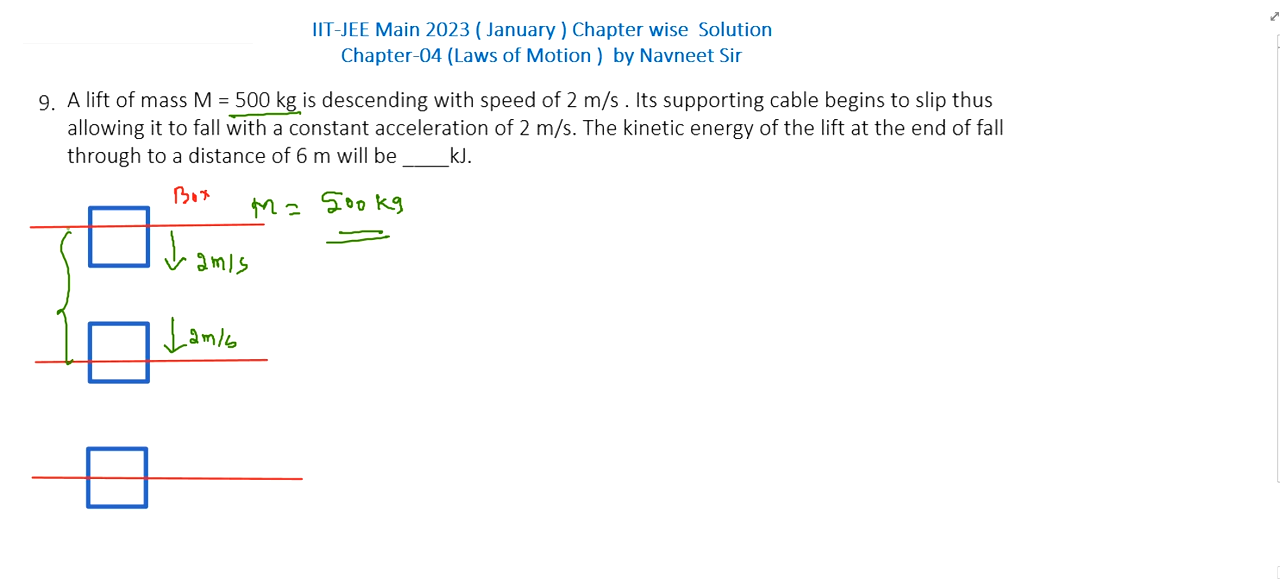 IIT-JEE Main 2023 ( January ) Chapter wise Solution
Chapter-04 (Laws of Motion ) by Navneet Sir
9. A lift of mass M = 500 kg is descending with speed of 2 m/s . Its supporting cable begins to slip thus
allowing it to fall with a constant acceleration of 2 m/s. The kinetic energy of the lift at the end of fall
through to a distance of 6 m will be ____kJ.
Box
M = 500 kg
2m/s
2m/s